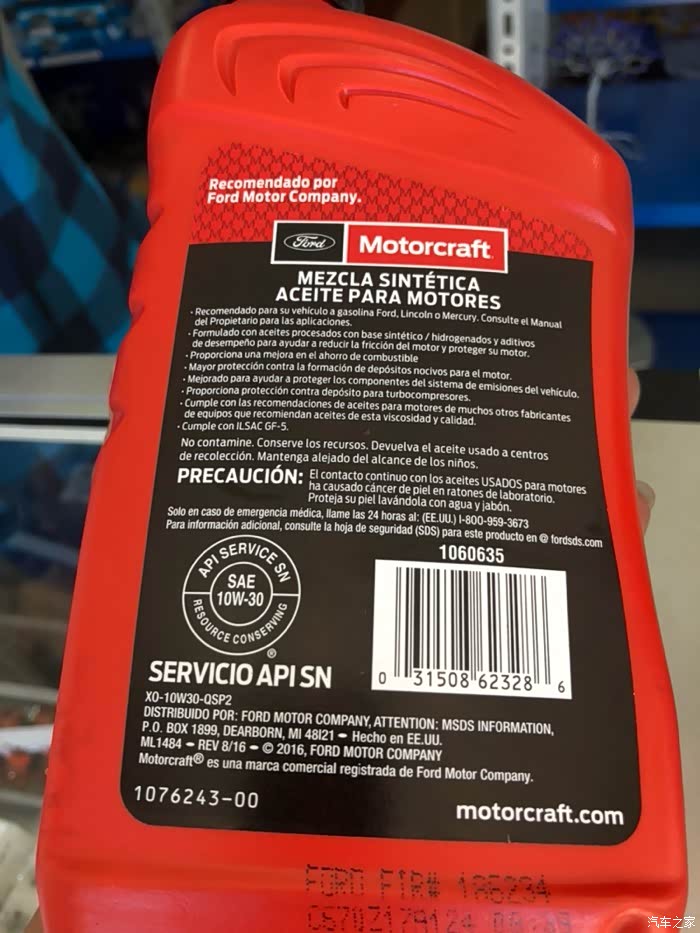 Recomendado por
Ford Motor Company.
Ford Motorcraft
MEZCLA SINTÉTICA
ACEITE PARA MOTORES
• Recomendado para su vehículo a gasolina Ford, Lincoln o Mercury. Consulte el Manual
del Propietario para las aplicaciones.
• Formulado con aceites procesados con base sintético / hidrogenados y aditivos
de desempeño para ayudar a reducir la fricción del motor y proteger su motor.
• Proporciona una mejora en el ahorro de combustible
• Mayor protección contra la formación de depósitos nocivos para el motor.
• Mejorado para ayudar a proteger los componentes del sistema de emisiones del vehículo.
• Proporciona protección contra depósito para turbocompresores.
• Cumple con las recomendaciones de aceites para motores de muchos otros fabricantes
de equipos que recomiendan aceites de esta viscosidad y calidad.
• Cumple con ILSAC GF-5.
No contamine. Conserve los recursos. Devuelva el aceite usado a centros
de recolección. Mantenga alejado del alcance de los niños.
PRECAUCIÓN: El contacto continuo con los aceites USADOS para motores
ha causado cáncer de piel en ratones de laboratorio.
Proteja su piel lavándola con agua y jabón.
Solo en caso de emergencia médica, llame las 24 horas al: (EE.UU.) 1-800-959-3673
Para información adicional, consulte la hoja de seguridad (SDS) para este producto en @ fordsds.com
1060635
API SERVICE SN
SAE
10W-30
RESOURCE CONSERVING
®
0 31508 62328 6
SERVICIO API SN
XO-10W30-QSP2
DISTRIBUIDO POR: FORD MOTOR COMPANY, ATTENTION: MSDS INFORMATION,
P.O. BOX 1899, DEARBORN, MI 48121 – Hecho en EE.UU.
ML1484 – REV 8/16 – © 2016, FORD MOTOR COMPANY
Motorcraft® es una marca comercial registrada de Ford Motor Company.
1076243-00
motorcraft.com
FORD FIR# 186234
汽车之家